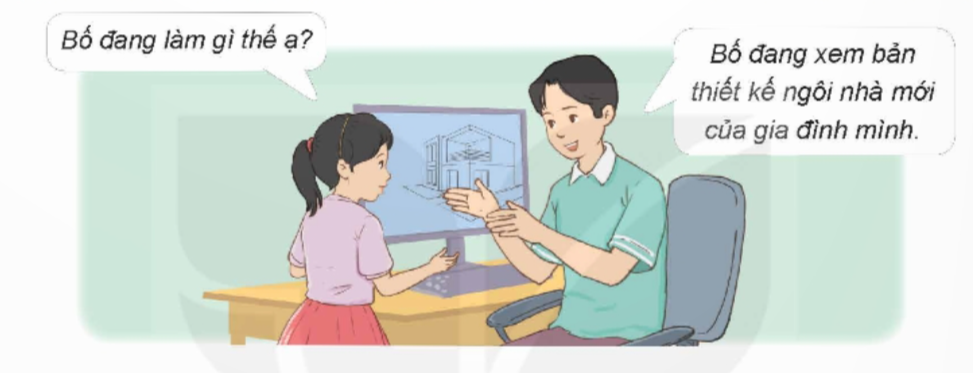 Bố đang làm gì thế ạ?
Bố đang xem bản
thiết kế ngôi nhà mới
của gia đình mình.